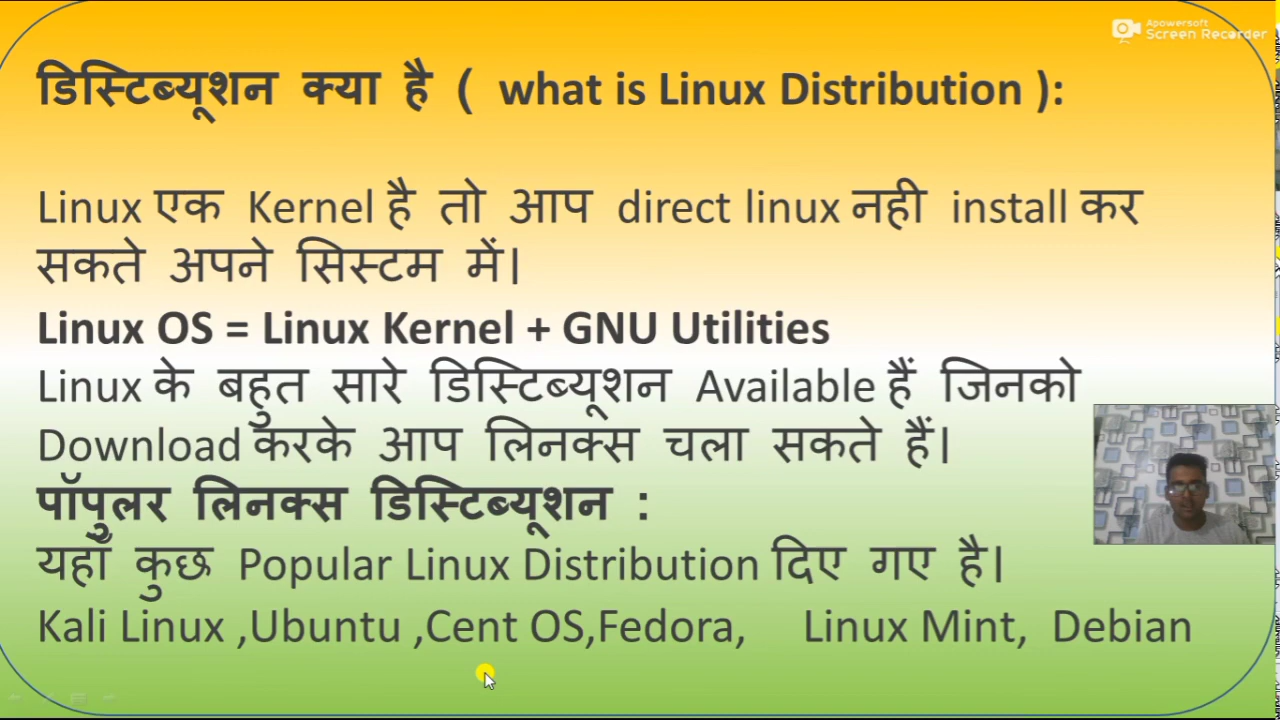 Apowersoft
Screen Recorder
डिस्टिब्यूशन क्या है ( what is Linux Distribution ):
Linux एक Kernel है तो आप direct linux नही install कर
सकते अपने सिस्टम में।
Linux OS = Linux Kernel + GNU Utilities
Linux के बहुत सारे डिस्टिब्यूशन Available हैं जिनको
Download करके आप लिनक्स चला सकते हैं।
पॉपुलर लिनक्स डिस्टिब्यूशन :
यहाँ कुछ Popular Linux Distribution दिए गए है।
Kali Linux ,Ubuntu ,Cent OS,Fedora, Linux Mint, Debian